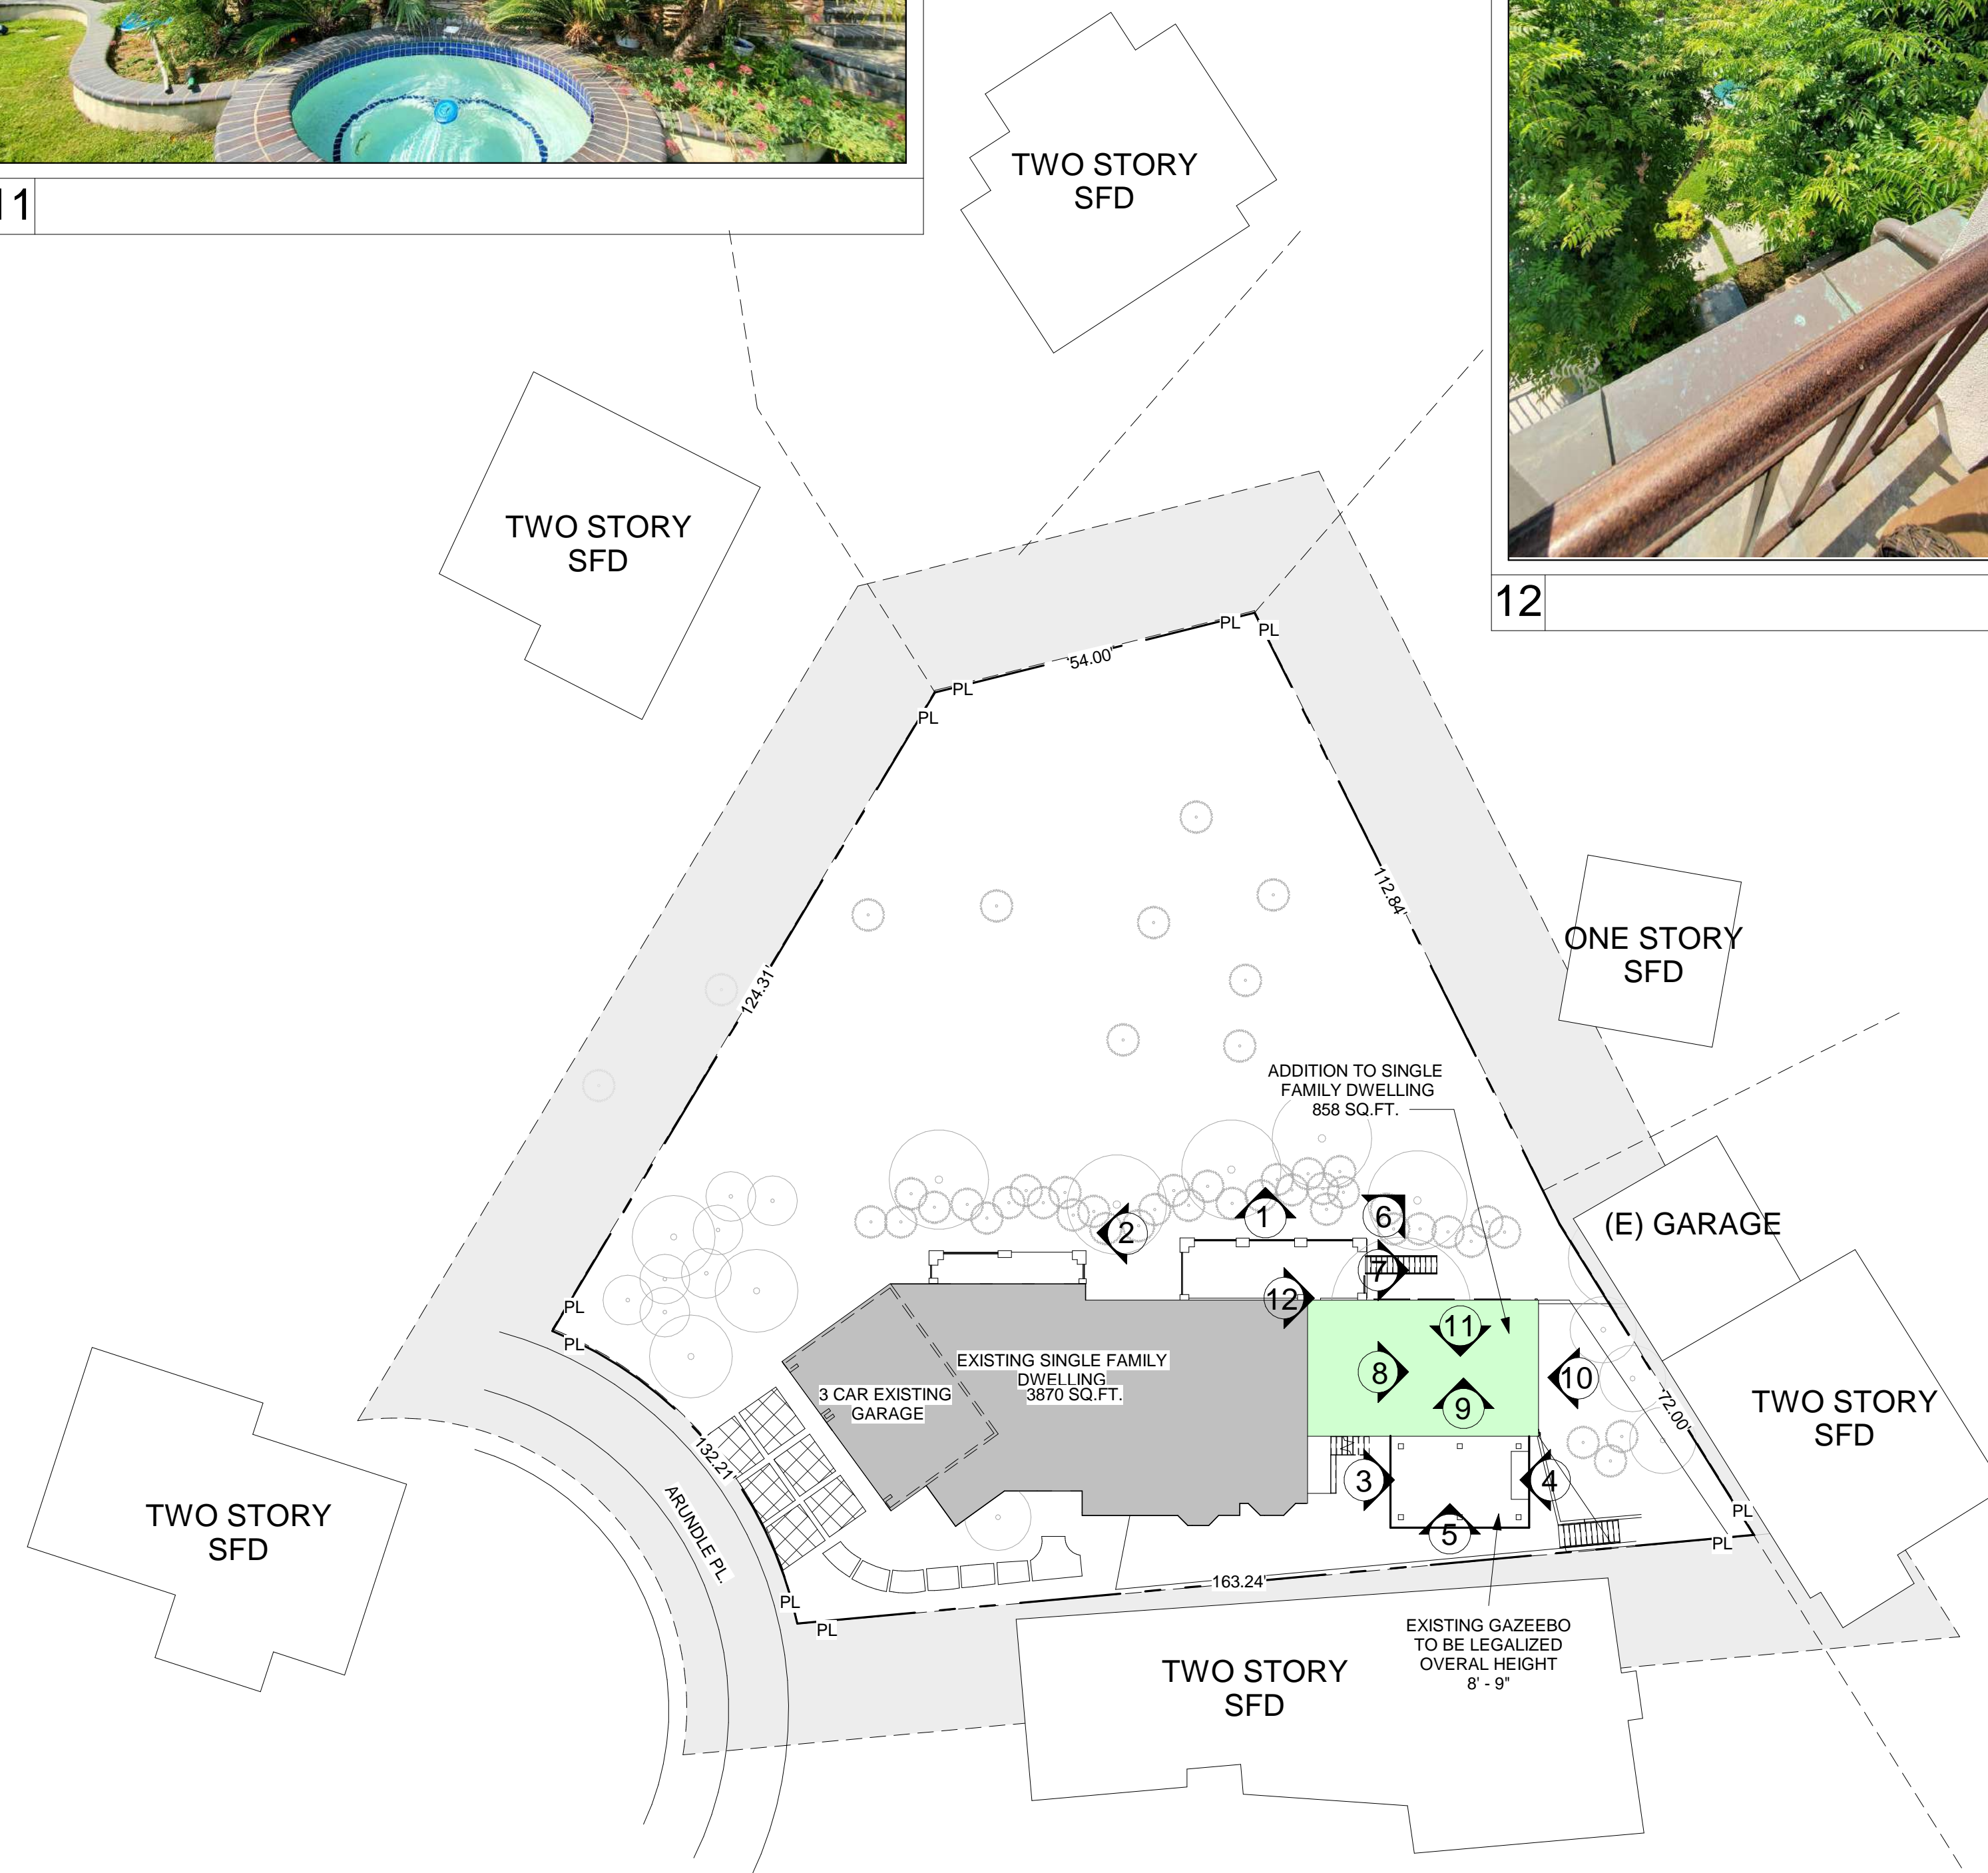 11
TWO STORY
SFD
12
TWO STORY
SFD
PL
PL
54.00'
PL
PL
112.84'
ONE STORY
SFD
124.31'
ADDITION TO SINGLE
FAMILY DWELLING
858 SQ.FT.
(E) GARAGE
1
2
6
7
12
PL
PL
11
8
9
10
EXISTING SINGLE FAMILY
DWELLING
3870 SQ.FT.
3 CAR EXISTING
GARAGE
72.00'
TWO STORY
SFD
132.21'
3
4
5
ARUNDLE PL.
TWO STORY
SFD
PL
PL
163.24'
PL
PL
EXISTING GAZEEBO
TO BE LEGALIZED
OVERAL HEIGHT
8' - 9"
TWO STORY
SFD